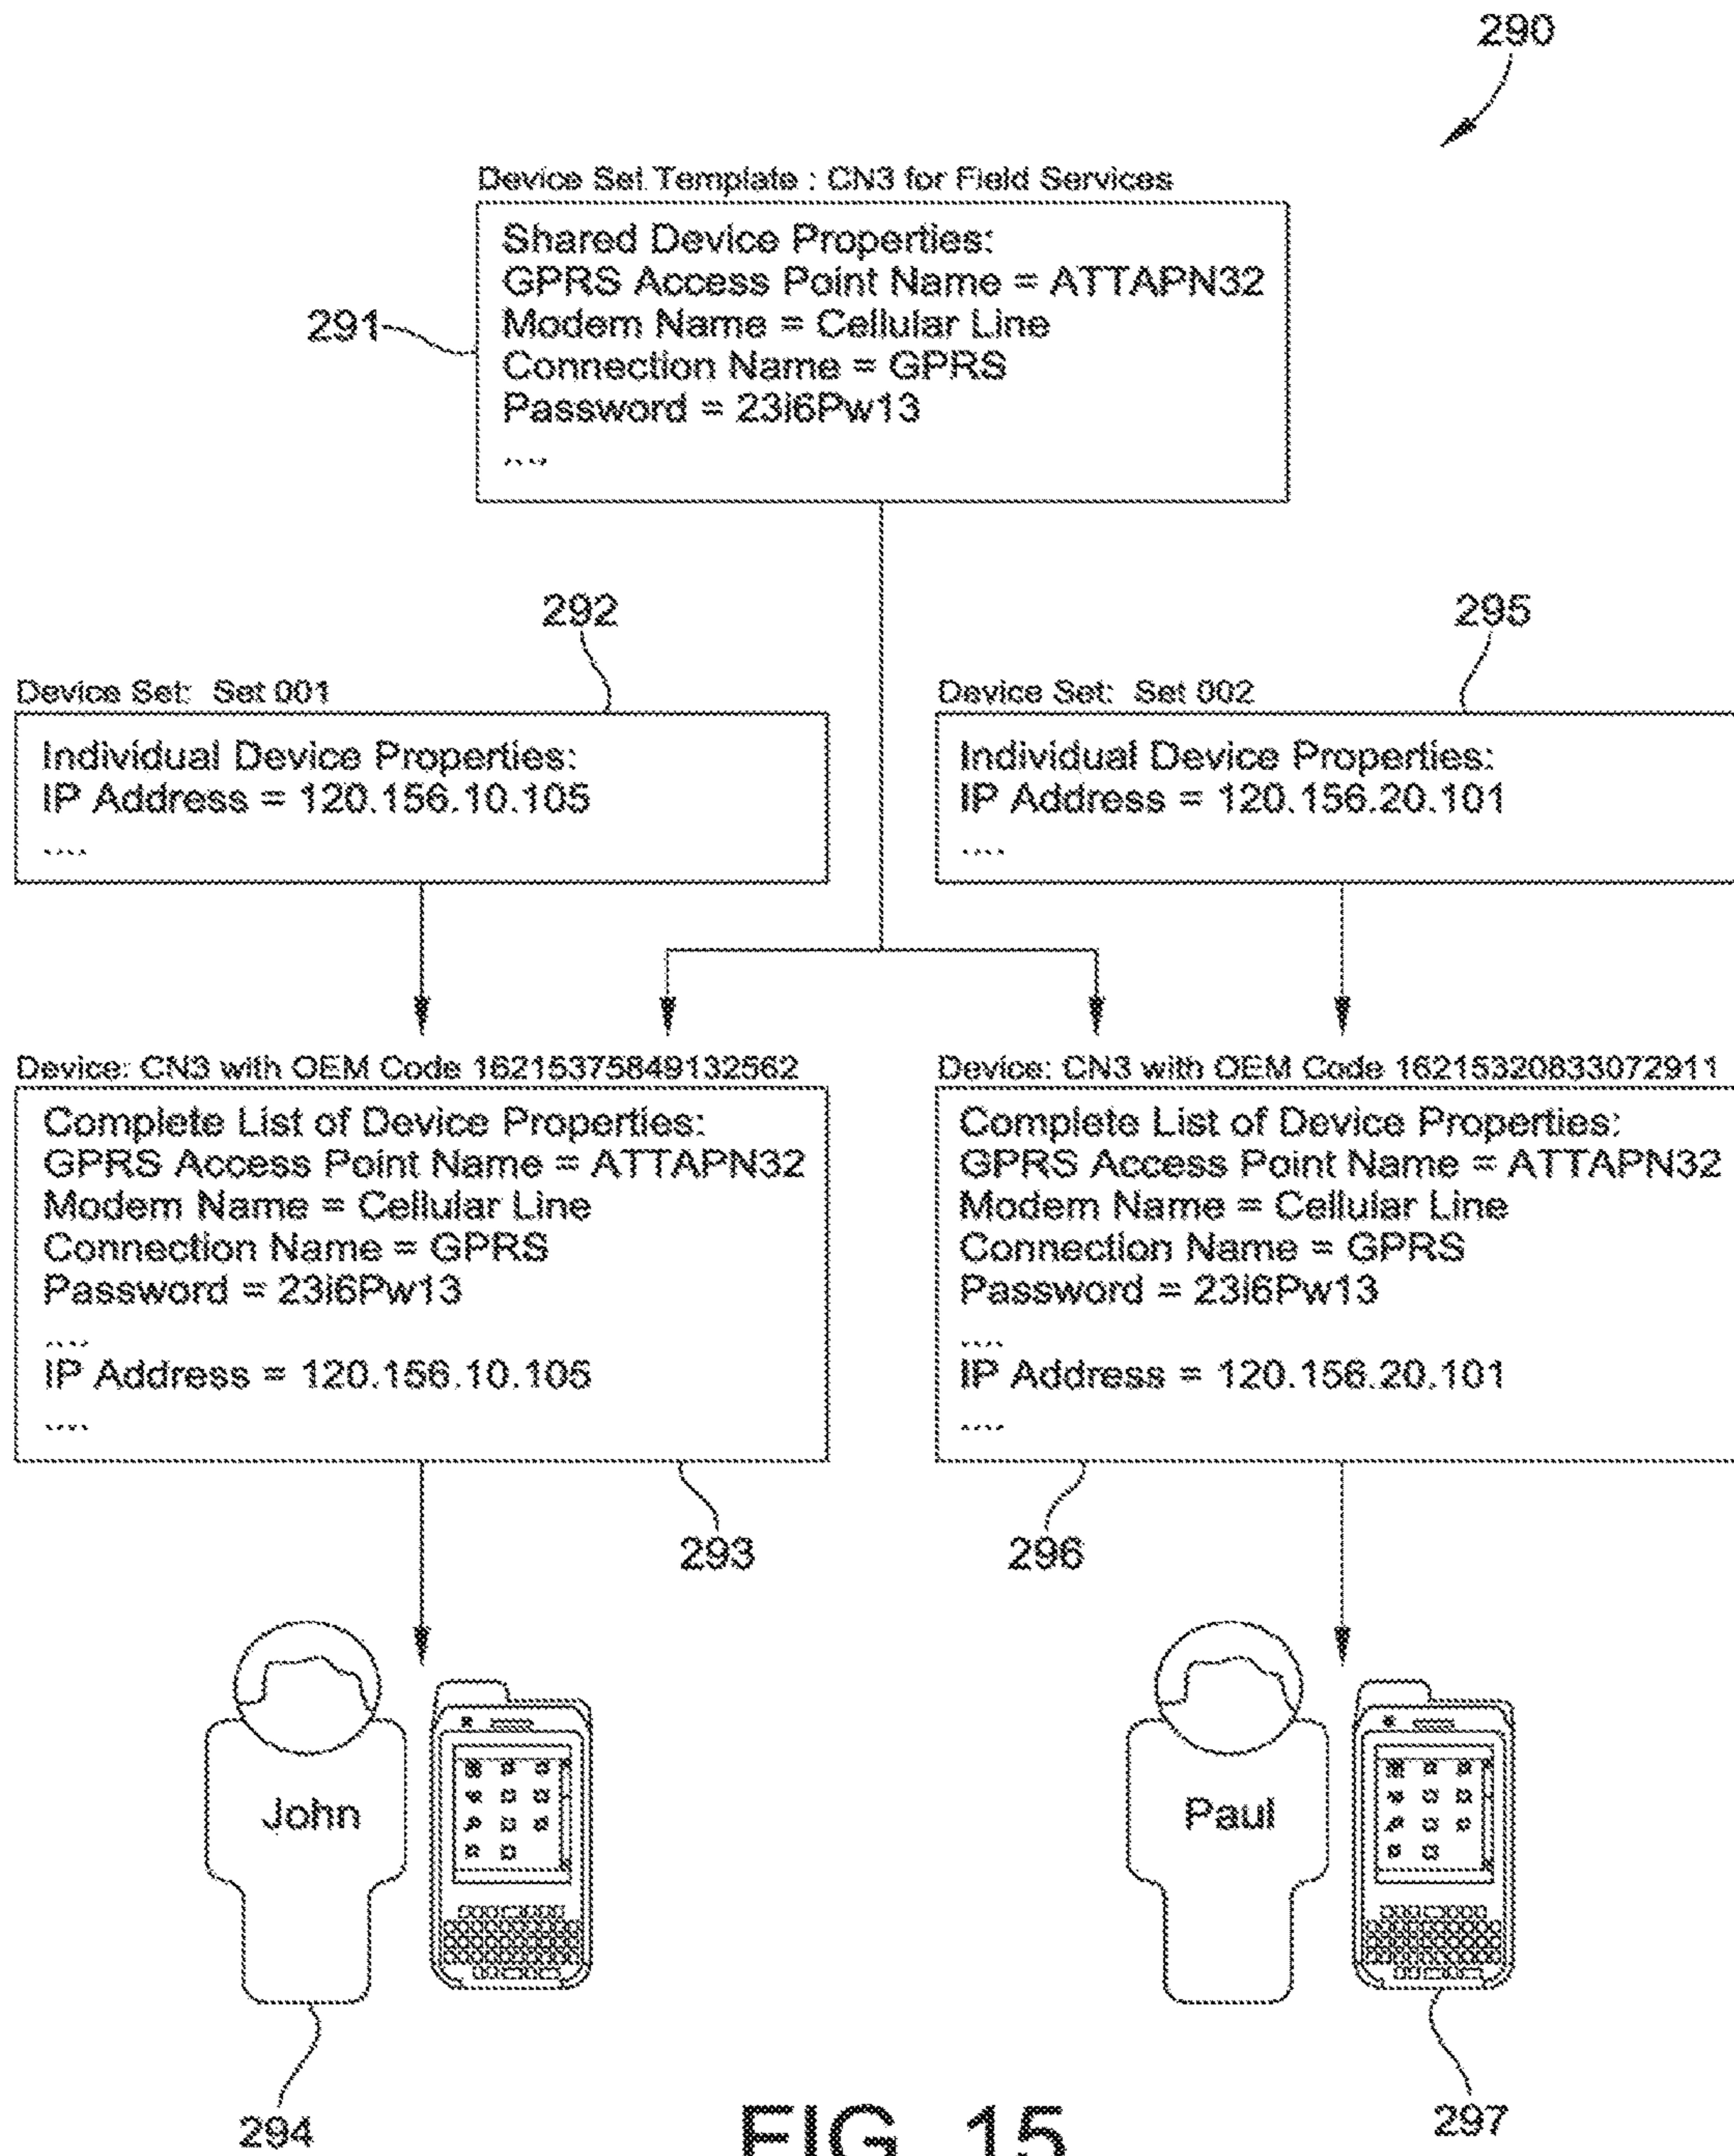 290
Device Set Template : CN3 for Field Services
Shared Device Properties:
GPRS Access Point Name = ATTAPN32
291
Modem Name = Cellular Line
Connection Name = GPRS
Password = 23i6Pw13
....
292
295
Device Set: Set 001
Individual Device Properties:
IP Address = 120.156.10.105
....
Device Set: Set 002
Individual Device Properties:
IP Address = 120.156.20.101
....
Device: CN3 with OEM Code 16215375849132562
Complete List of Device Properties:
GPRS Access Point Name = ATTAPN32
Modem Name = Cellular Line
Connection Name = GPRS
Password = 23i6Pw13
....
IP Address = 120.156.10.105
....
Device: CN3 with OEM Code 16215320833072911
Complete List of Device Properties:
GPRS Access Point Name = ATTAPN32
Modem Name = Cellular Line
Connection Name = GPRS
Password = 23i6Pw13
....
IP Address = 120.156.20.101
....
293
296
John
Paul
294
297
FIG. 15